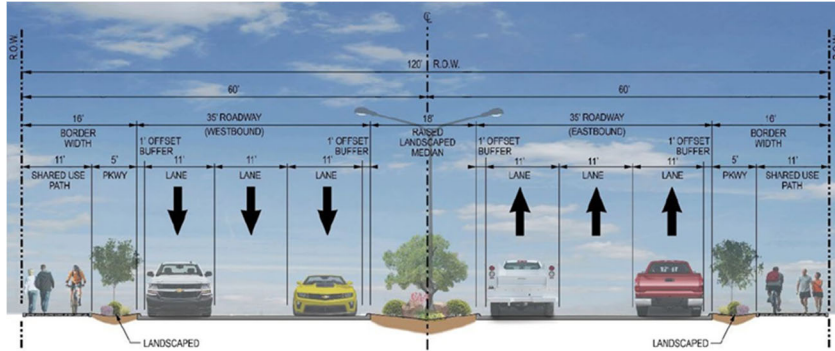 ℄
R.O.W.
120' R.O.W.
60'
60'
16'
BORDER
WIDTH
35' ROADWAY
(WESTBOUND)
18'
RAISED
LANDSCAPED
MEDIAN
35' ROADWAY
(EASTBOUND)
16'
BORDER
WIDTH
1' OFFSET
BUFFER
1' OFFSET
BUFFER
1' OFFSET
BUFFER
1' OFFSET
BUFFER
11'
SHARED USE
PATH
5'
PKWY
11'
LANE
11'
LANE
11'
LANE
11'
LANE
11'
LANE
11'
LANE
5'
PKWY
11'
SHARED USE
PATH
LANDSCAPED
LANDSCAPED